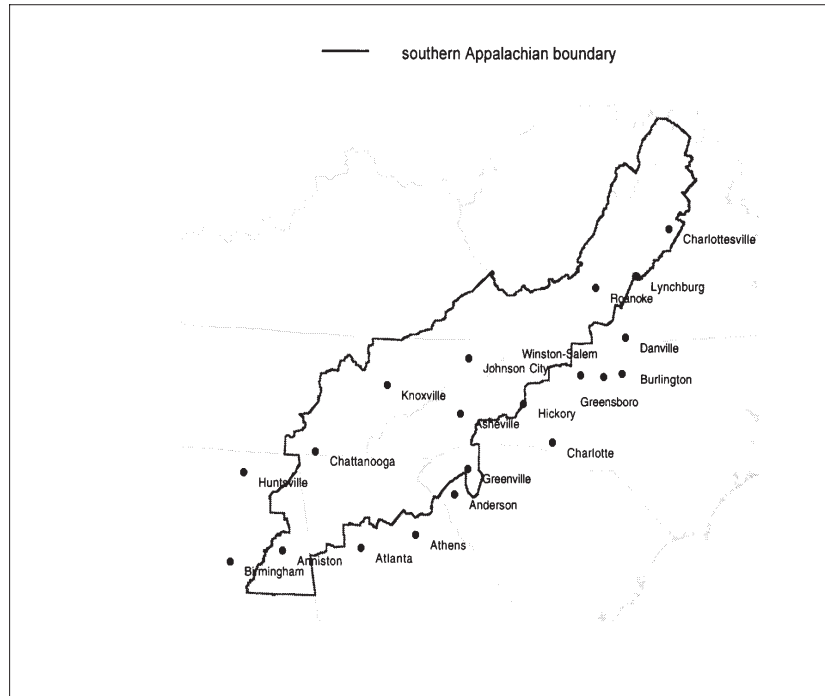 southern Appalachian boundary
Charlottesville
Lynchburg
Roanoke
Danville
Winston-Salem
Johnson City
Burlington
Knoxville
Greensboro
Hickory
Asheville
Charlotte
Chattanooga
Huntsville
Greenville
Anderson
Athens
Atlanta
Anniston
Birmingham